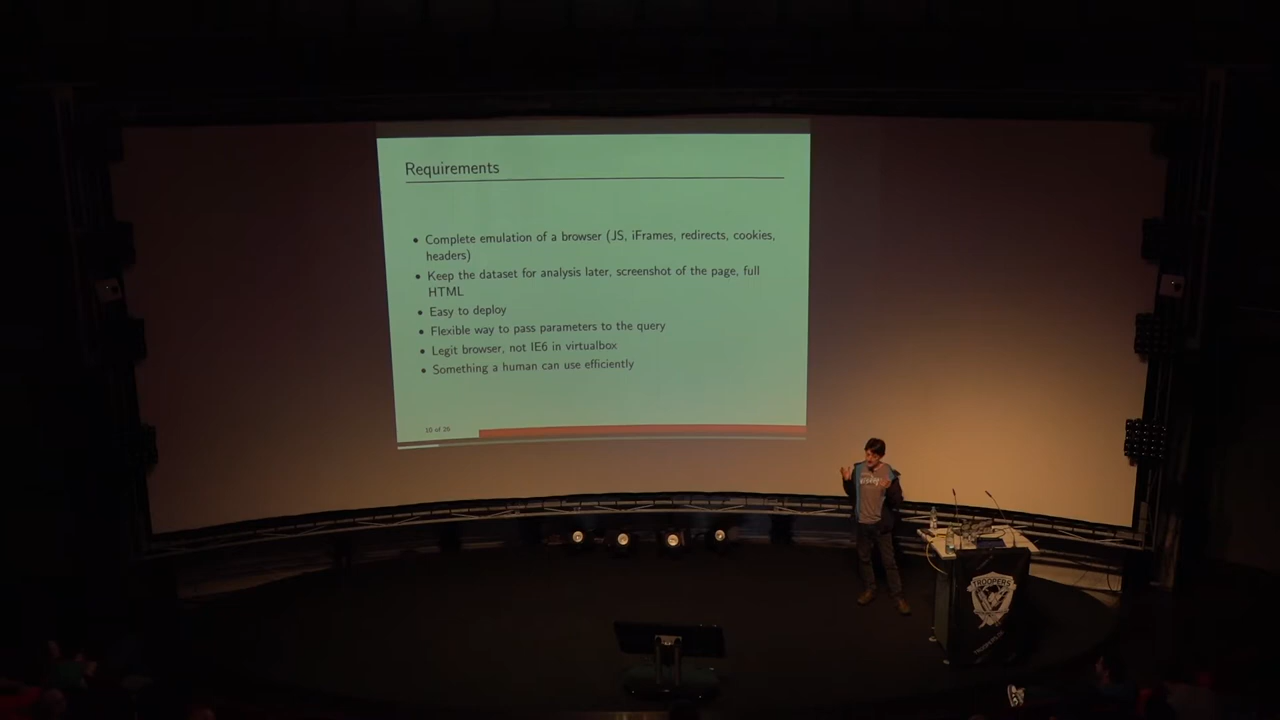 Requirements
• Complete emulation of a browser (JS, iFrames, redirects, cookies,
headers)
• Keep the dataset for analysis later, screenshot of the page, full
HTML
• Easy to deploy
• Flexible way to pass parameters to the query
• Legit browser, not IE6 in virtualbox
• Something a human can use efficiently
10 of 26
TROOPERS